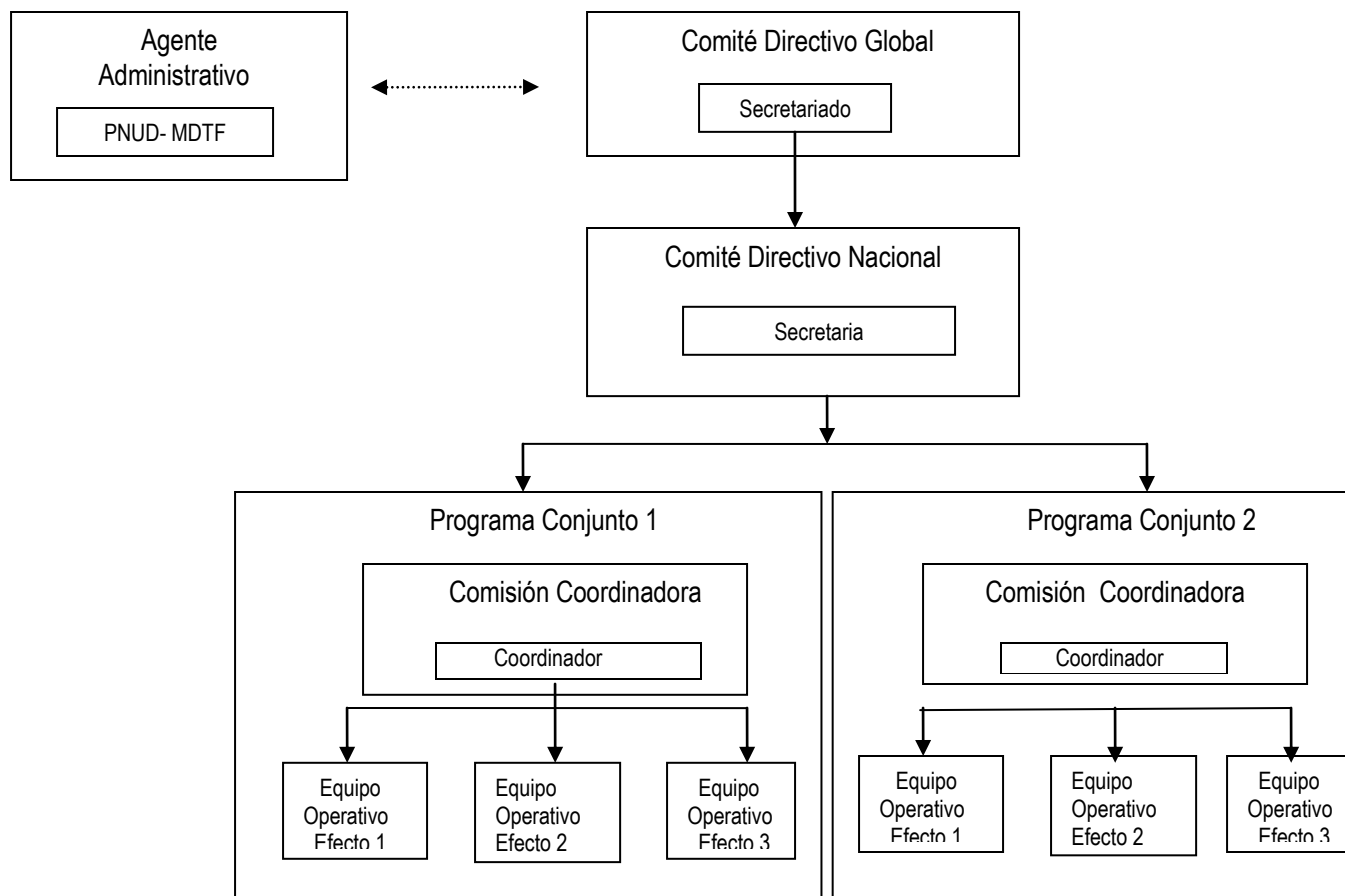 Agente
Administrativo
PNUD- MDTF
Comité Directivo Global
Secretariado
Comité Directivo Nacional
Secretaria
Programa Conjunto 1
Comisión Coordinadora
Coordinador
Equipo
Operativo
Efecto 1
Equipo
Operativo
Efecto 2
Equipo
Operativo
Efecto 3
Programa Conjunto 2
Comisión Coordinadora
Coordinador
Equipo
Operativo
Efecto 1
Equipo
Operativo
Efecto 2
Equipo
Operativo
Efecto 3